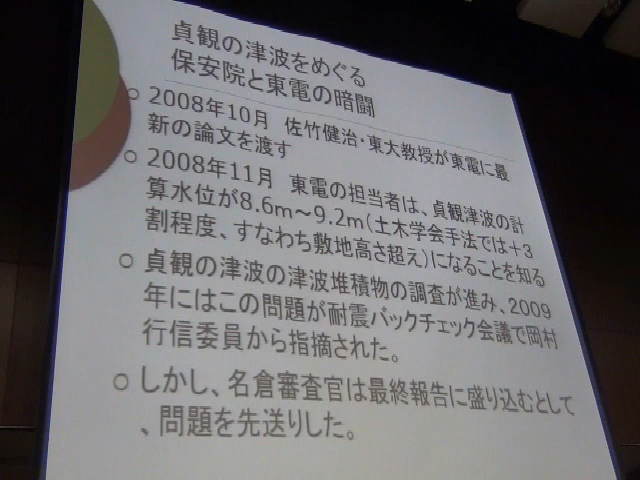 貞観の津波をめぐる
保安院と東電の暗闘
○ 2008年10月 佐竹健治・東大教授が東電に最
新の論文を渡す
○ 2008年11月 東電の担当者は、貞観津波の計
算水位が8.6m～9.2m(土木学会手法では+3
割程度、すなわち敷地高さ超え)になることを知る
○ 貞観の津波の津波堆積物の調査が進み、2009
年にはこの問題が耐震バックチェック会議で岡村
行信委員から指摘された。
○ しかし、名倉審査官は最終報告に盛り込むとして
、問題を先送りした。